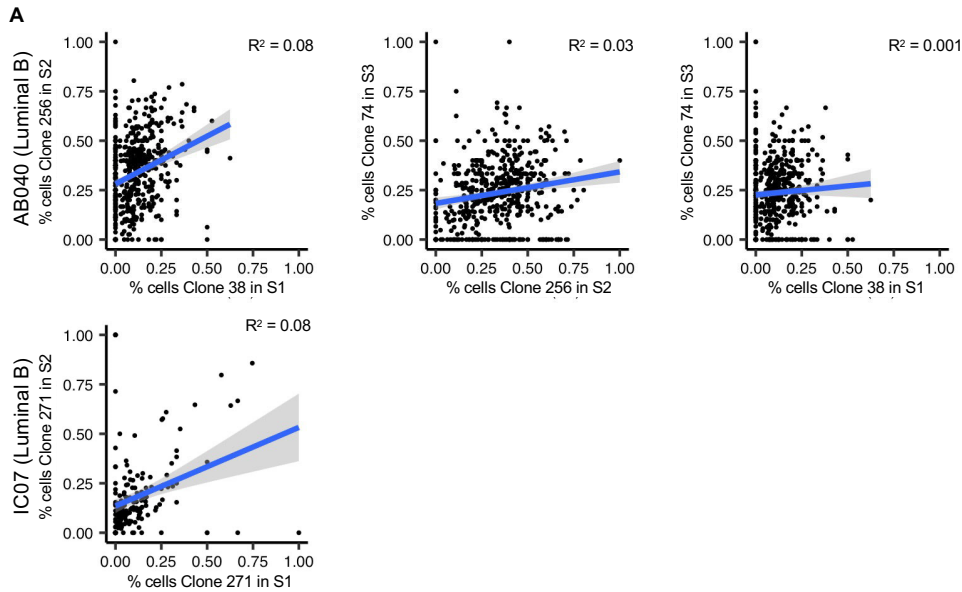 A
AB040 (Luminal B)
% cells Clone 256 in S2
R² = 0.08
1.00
0.75
0.50
0.25
0.00
0.00 0.25 0.50 0.75 1.00
% cells Clone 38 in S1
% cells Clone 74 in S3
R² = 0.03
1.00
0.75
0.50
0.25
0.00
0.00 0.25 0.50 0.75 1.00
% cells Clone 256 in S2
% cells Clone 74 in S3
R² = 0.001
1.00
0.75
0.50
0.25
0.00
0.00 0.25 0.50 0.75 1.00
% cells Clone 38 in S1
IC07 (Luminal B)
% cells Clone 271 in S2
R² = 0.08
1.00
0.75
0.50
0.25
0.00
0.00 0.25 0.50 0.75 1.00
% cells Clone 271 in S1